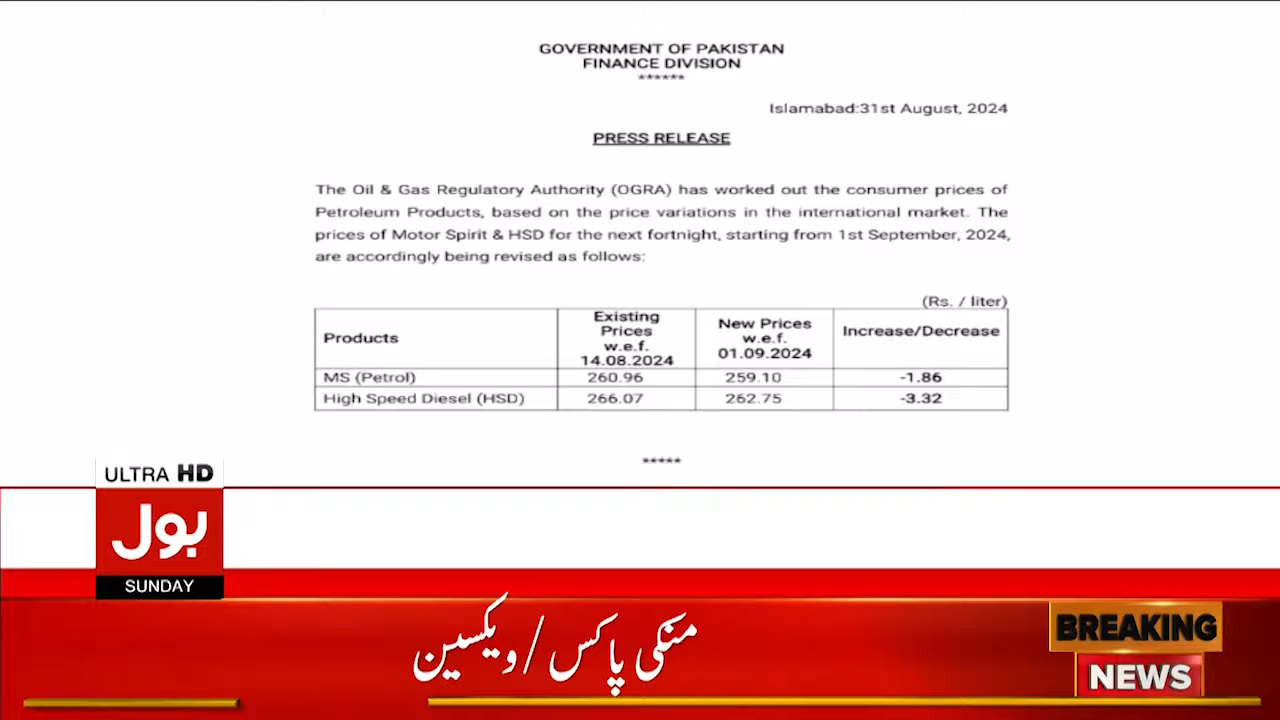 GOVERNMENT OF PAKISTAN
FINANCE DIVISION
******
Islamabad:31st August, 2024
PRESS RELEASE
The Oil & Gas Regulatory Authority (OGRA) has worked out the consumer prices of
Petroleum Products, based on the price variations in the international market. The
prices of Motor Spirit & HSD for the next fortnight, starting from 1st September, 2024,
are accordingly being revised as follows:
(Rs. / liter)
Products
Existing
Prices
w.e.f.
14.08.2024
New Prices
w.e.f.
01.09.2024
Increase/Decrease
MS (Petrol) 260.96 259.10 -1.86
High Speed Diesel (HSD) 266.07 262.75 -3.32
*****
ULTRA HD
بول
SUNDAY
منکی پاکس/ویکسین
BREAKING
NEWS